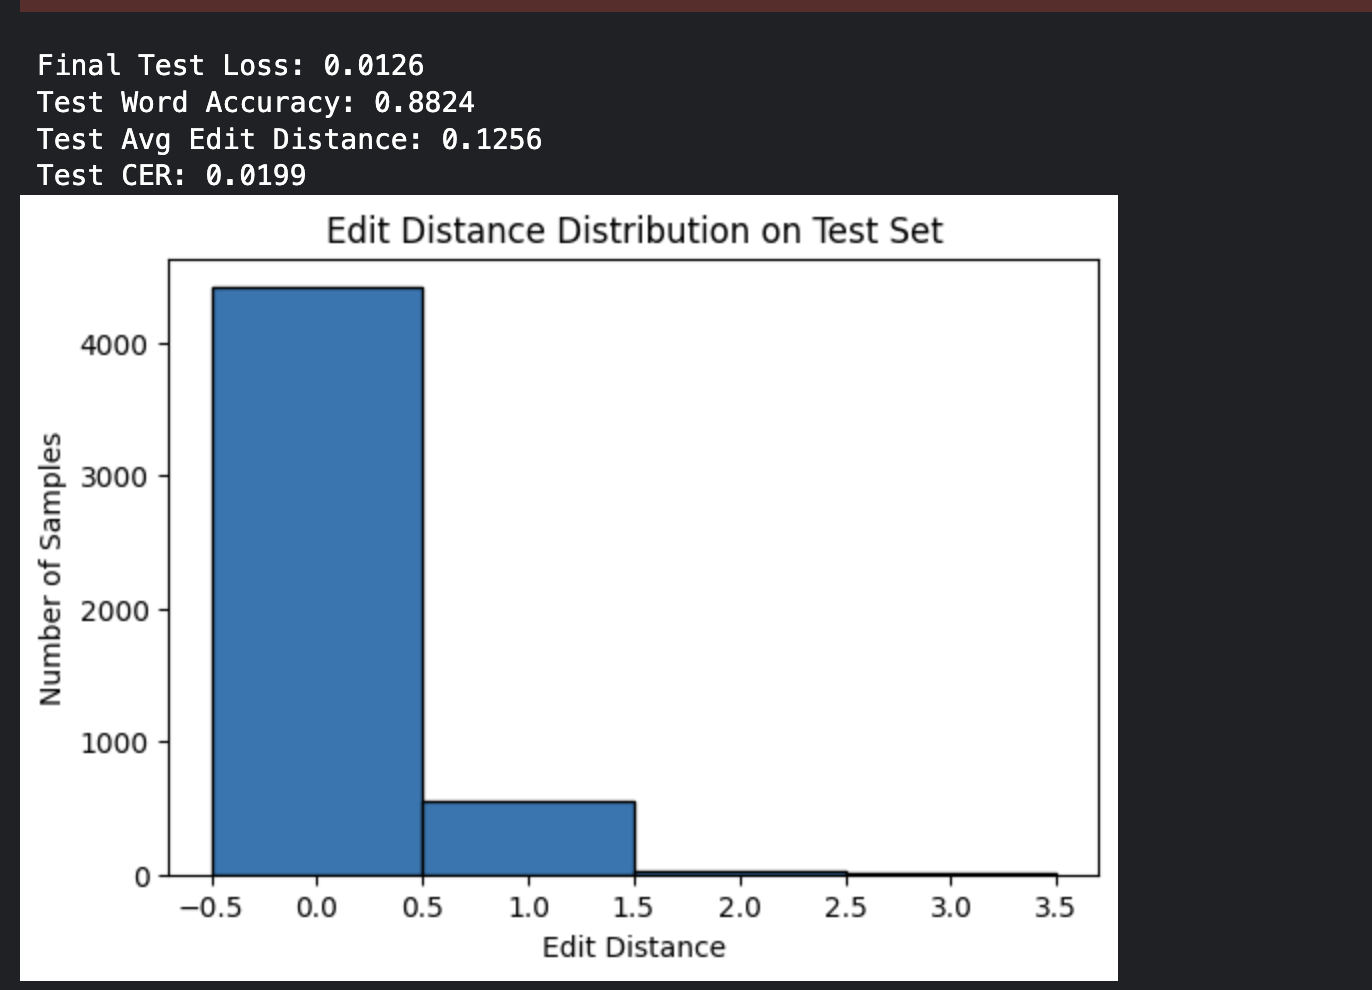 Final Test Loss: 0.0126
Test Word Accuracy: 0.8824
Test Avg Edit Distance: 0.1256
Test CER: 0.0199
Edit Distance Distribution on Test Set
4000
3000
2000
1000
0
Number of Samples
−0.5 0.0 0.5 1.0 1.5 2.0 2.5 3.0 3.5
Edit Distance